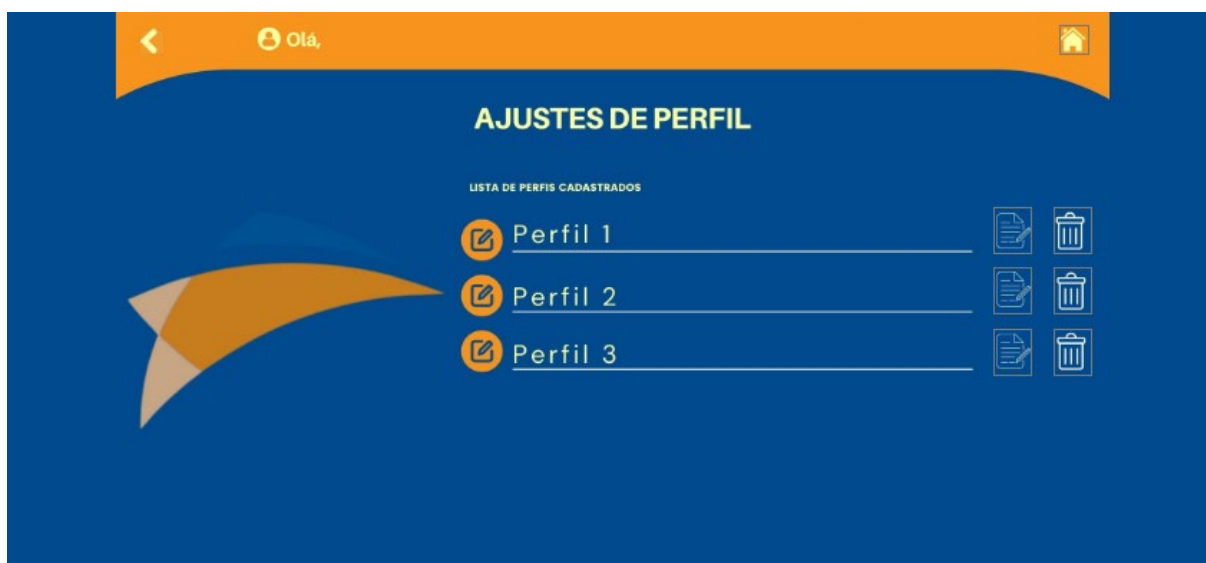 Olá,
AJUSTES DE PERFIL
LISTA DE PERFIS CADASTRADOS
Perfil 1
Perfil 2
Perfil 3